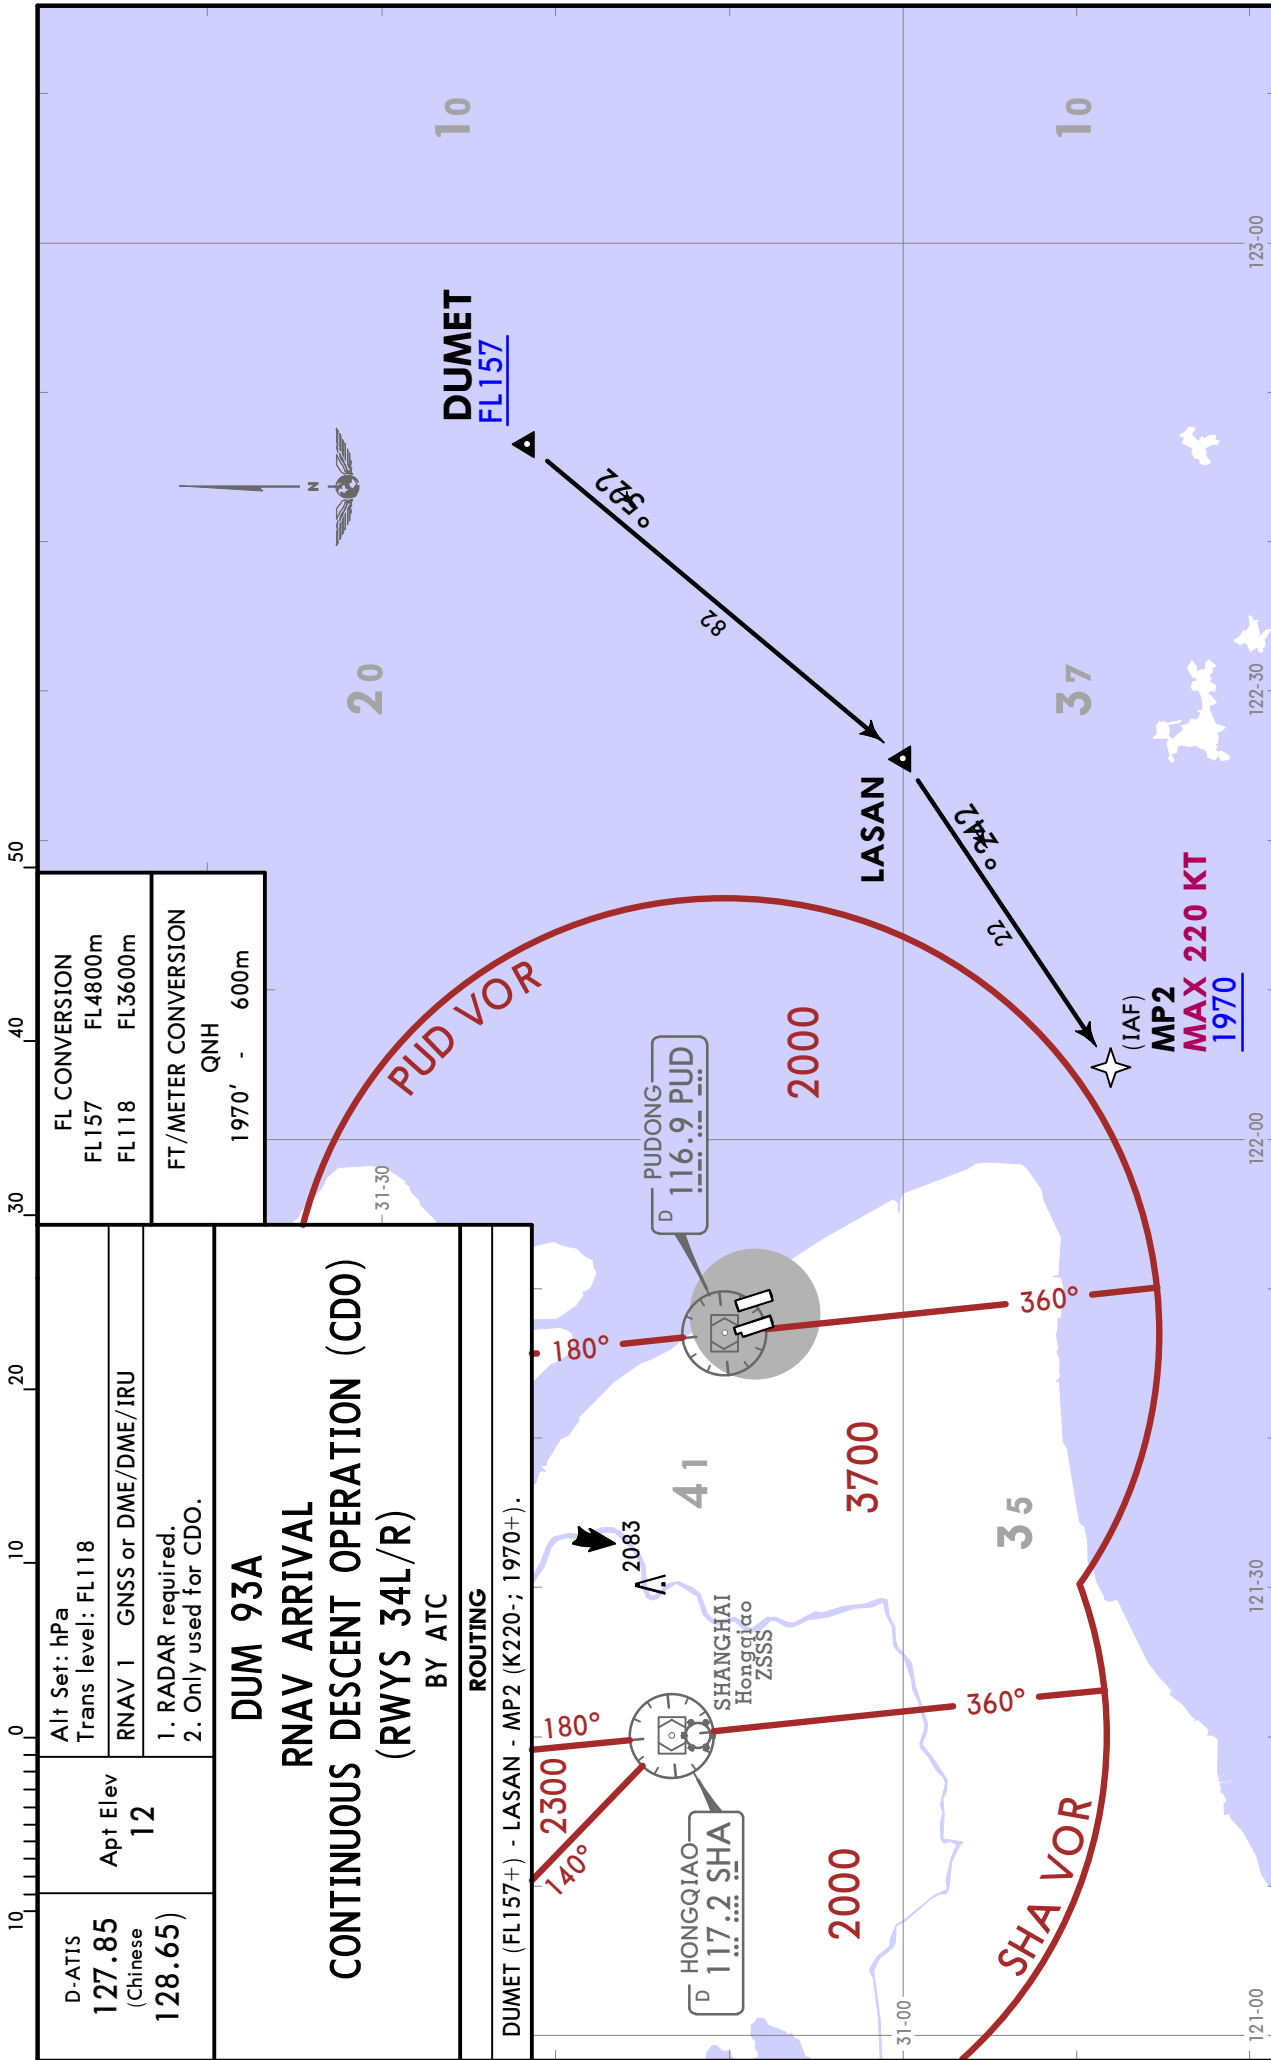 10 0 10 20 30 40 50
D-ATIS
127.85
(Chinese
128.65)
Apt Elev
12
Alt Set: hPa
Trans level: FL118
RNAV 1 GNSS or DME/DME/IRU
1. RADAR required.
2. Only used for CDO.
FL CONVERSION
FL157 FL4800m
FL118 FL3600m
FT/METER CONVERSION
QNH
1970' - 600m
DUM 93A
RNAV ARRIVAL
CONTINUOUS DESCENT OPERATION (CDO)
(RWYS 34L/R)
BY ATC
ROUTING
DUMET (FL157+) - LASAN - MP2 (K220-; 1970+).
N
10
20
31-30
PUD VOR
DUMET
FL157
28
140°
2300
180°
180°
2083
D HONGQIAO
117.2 SHA
SHANGHAI
Hongqiao
ZSSS
D PUDONG
116.9 PUD
41
2000
3700
2000
LASAN
22
31-00
SHA VOR
360°
35
360°
(IAF)
MP2
MAX 220 KT
1970
37
10
121-00
121-30
122-00
122-30
123-00